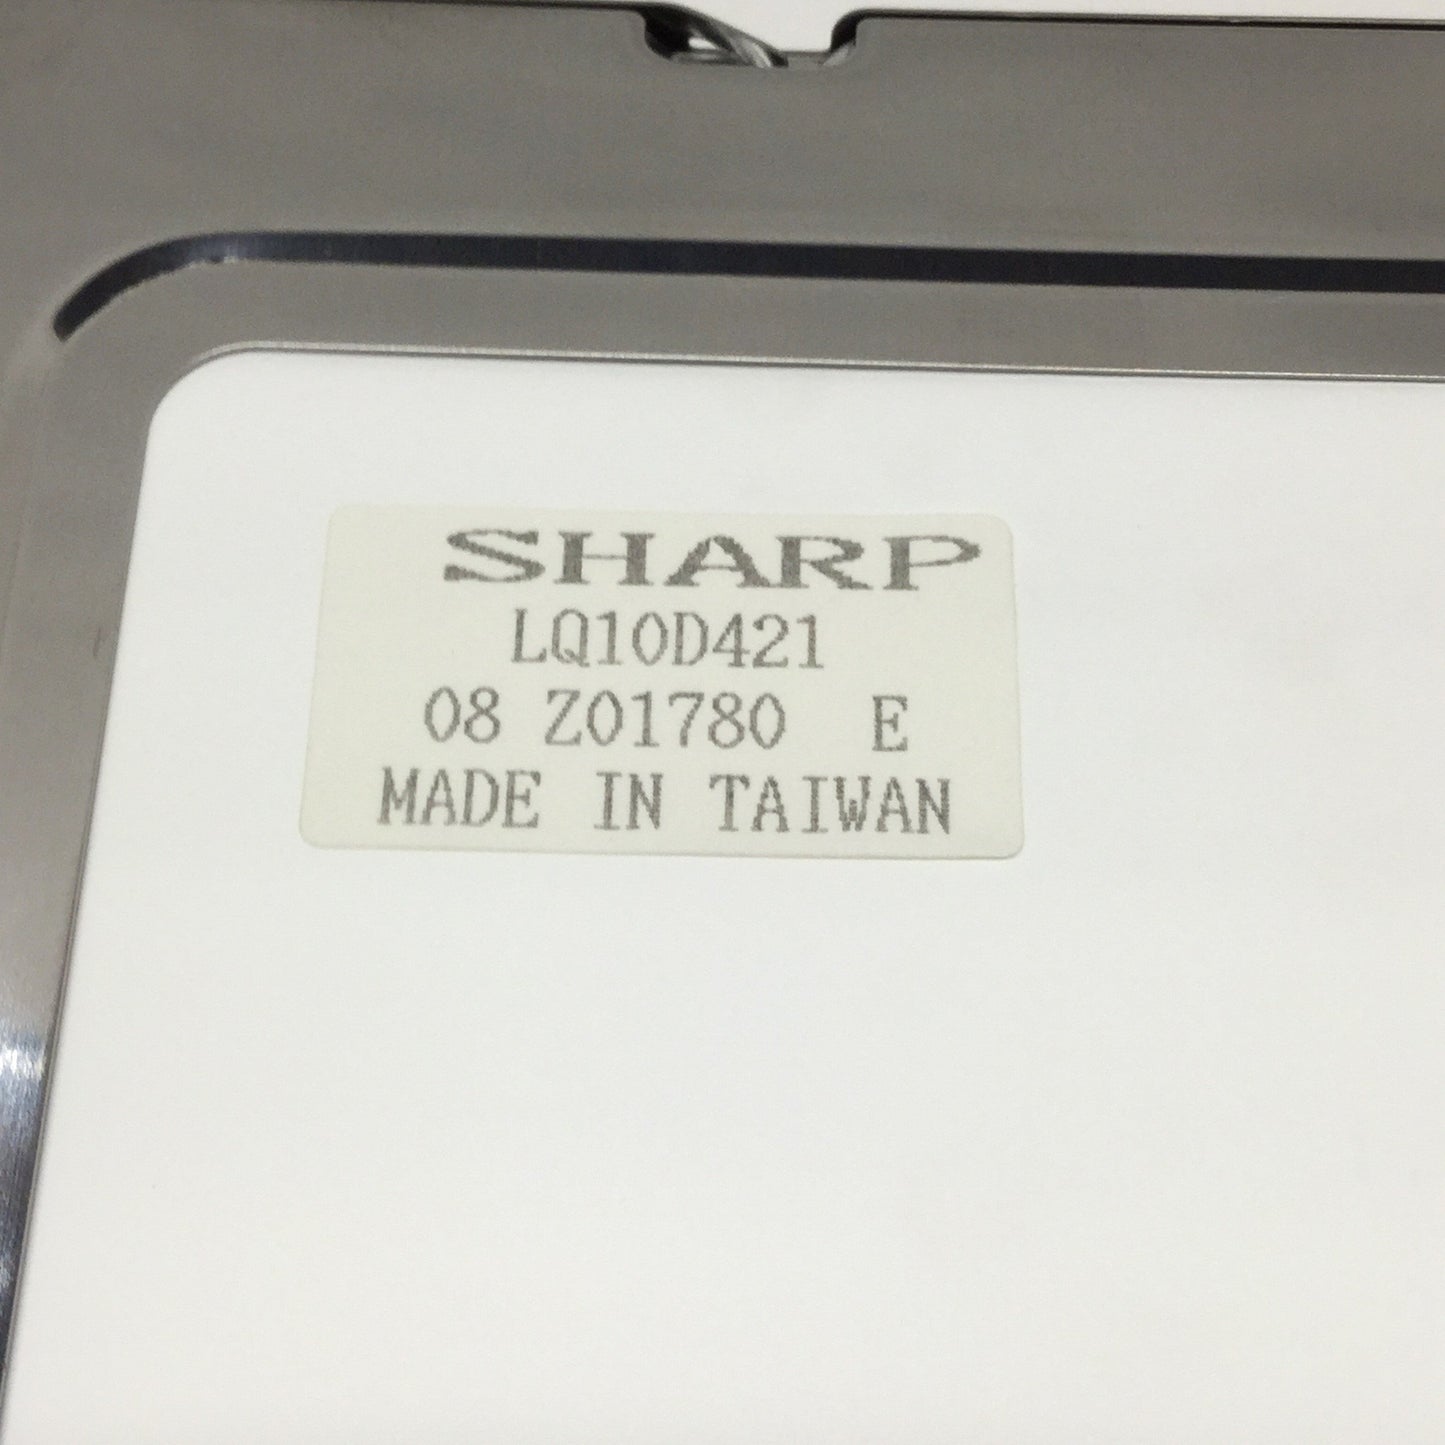 SHARP
LQ10D421
08 Z01780 E
MADE IN TAIWAN